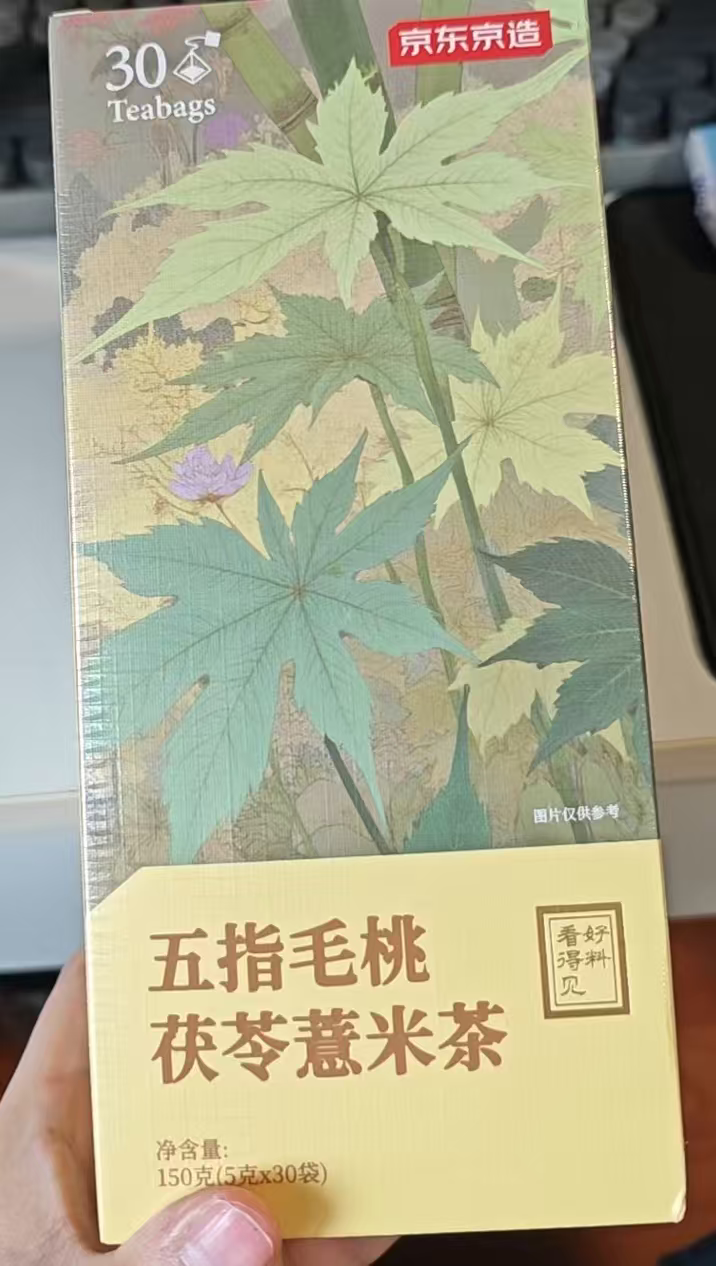 30
Teabags
京东京造
图片仅供参考
五指毛桃
茯苓薏米茶
好料
看得见
净含量:
150克(5克x30袋)